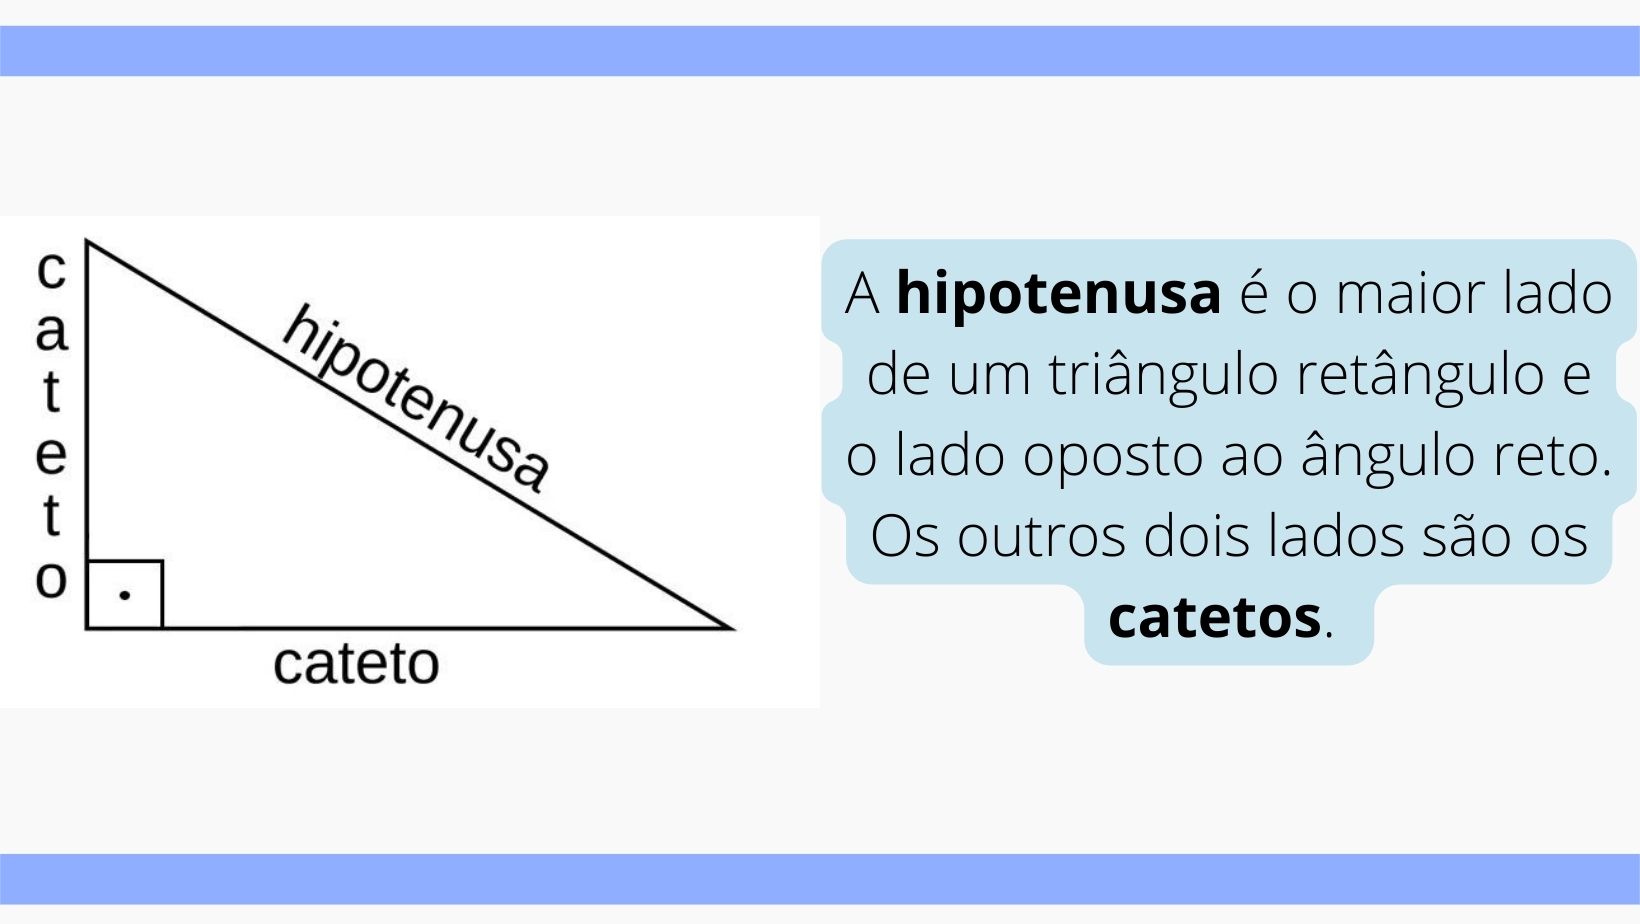 cateto
hipotenusa
cateto
A hipotenusa é o maior lado
de um triângulo retângulo e
o lado oposto ao ângulo reto.
Os outros dois lados são os
catetos.